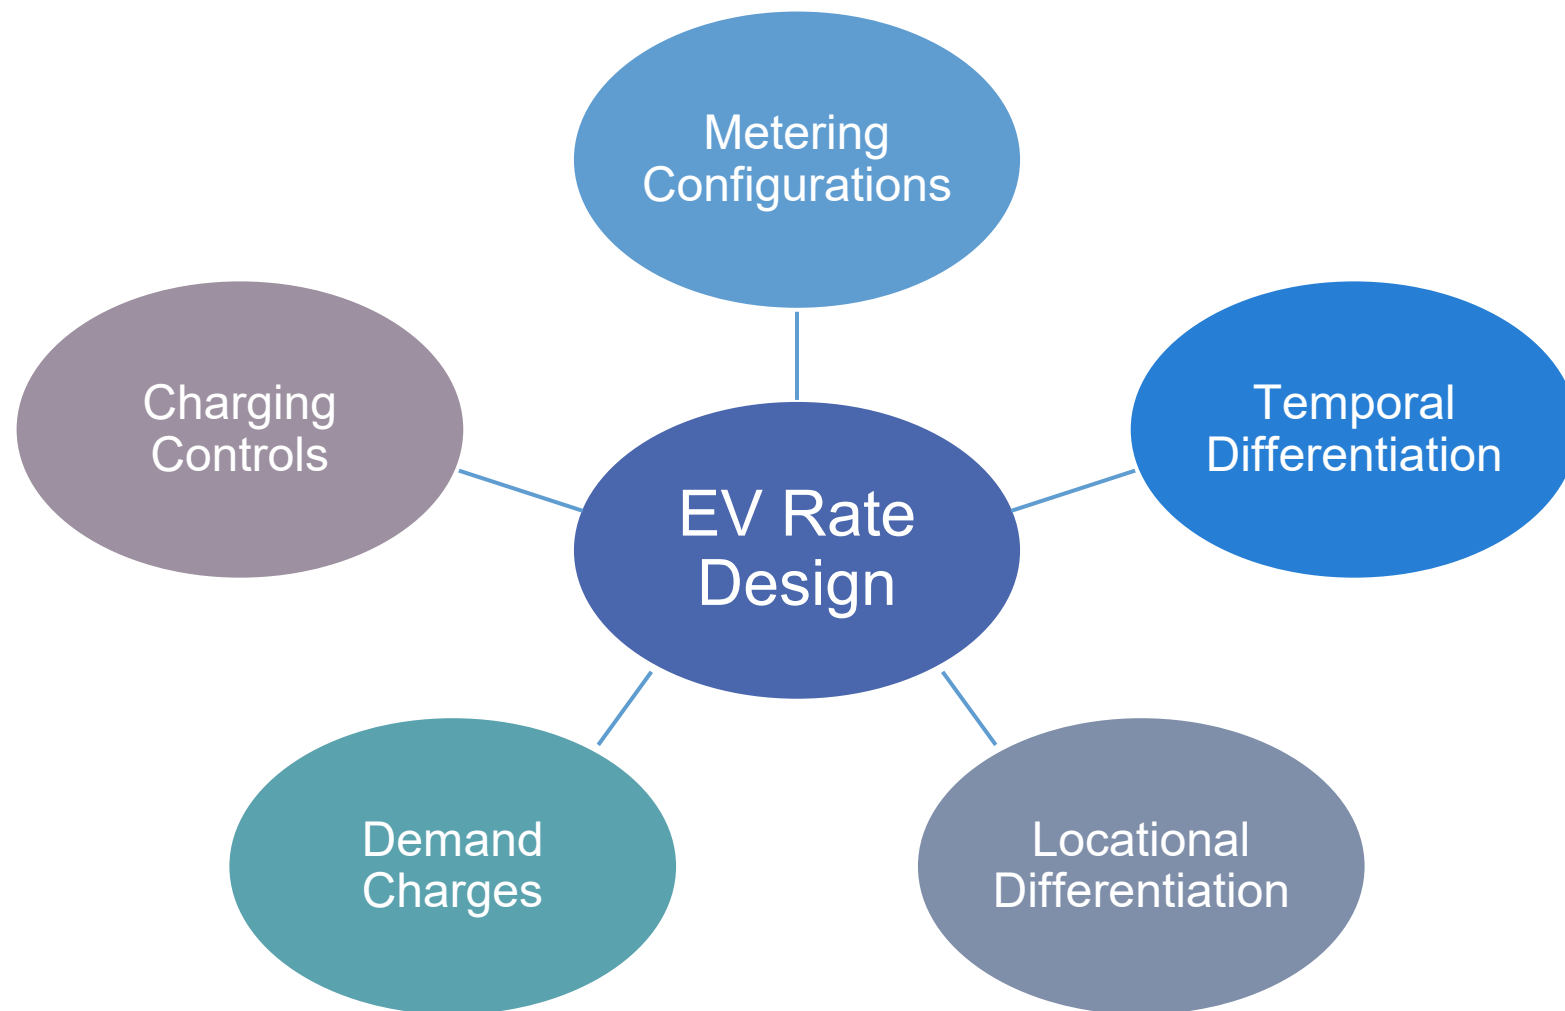 Metering
Configurations
Charging
Controls
Temporal
Differentiation
EV Rate
Design
Demand
Charges
Locational
Differentiation